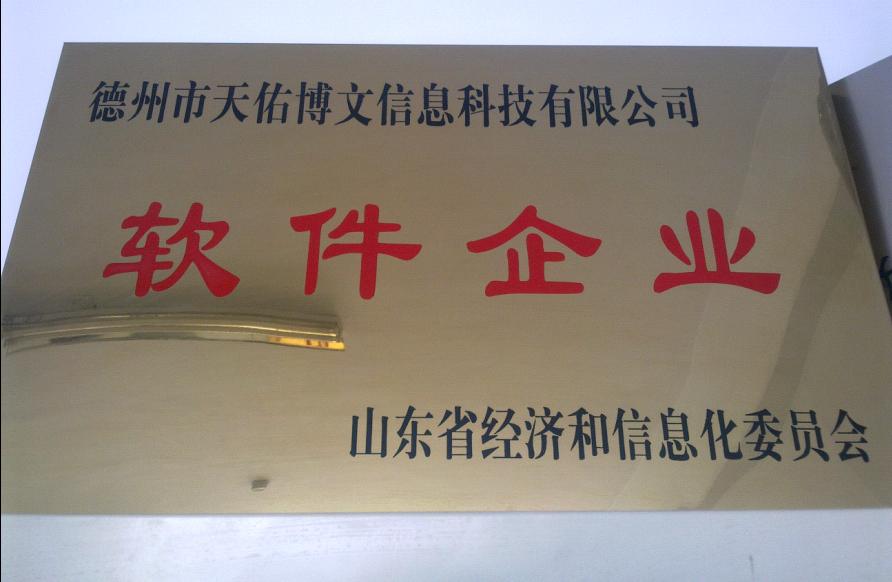 德州市天佑博文信息科技有限公司
软件企业
山东省经济和信息化委员会